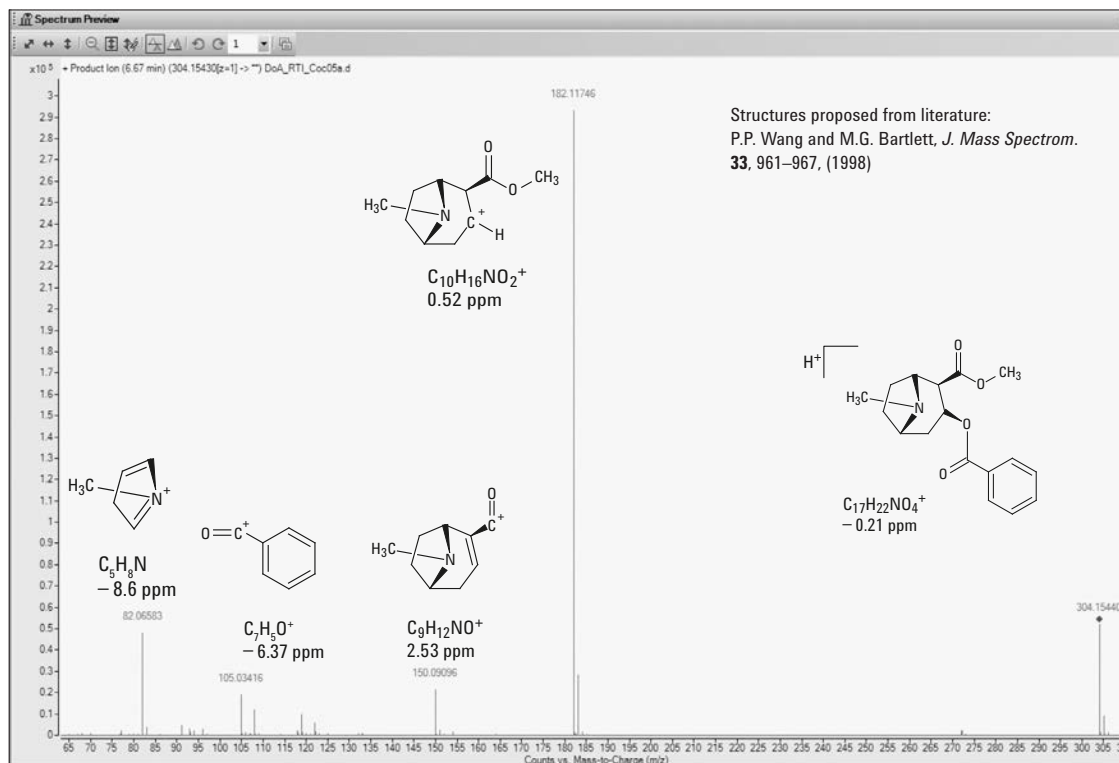 Spectrum Preview
1
x10 5 + Product Ion (6.67 min) (304.15430[z=1] -> **) DoA_RTI_Coc05a.d
182.11746
Structures proposed from literature:
P.P. Wang and M.G. Bartlett, J. Mass Spectrom.
33, 961–967, (1998)
3
2.9
2.8
2.7
2.6
2.5
2.4
2.3
2.2
2.1
2
1.9
1.8
1.7
1.6
1.5
1.4
1.3
1.2
1.1
1
0.9
0.8
0.7
0.6
0.5
0.4
0.3
0.2
0.1
0
O
O CH₃
H₃C N C⁺ H
C₁₀H₁₆NO₂⁺
0.52 ppm
H⁺
O
O CH₃
H₃C N
O
O
C₁₇H₂₂NO₄⁺
– 0.21 ppm
H₃C N⁺
C₅H₈N
– 8.6 ppm
82.06583
O=C⁺
C₇H₅O⁺
– 6.37 ppm
105.03416
O
C⁺
H₃C N
C₉H₁₂NO⁺
2.53 ppm
150.09096
304.15440
65 70 75 80 85 90 95 100 105 110 115 120 125 130 135 140 145 150 155 160 165 170 175 180 185 190 195 200 205 210 215 220 225 230 235 240 245 250 255 260 265 270 275 280 285 290 295 300 305
Counts vs. Mass-to-Charge (m/z)